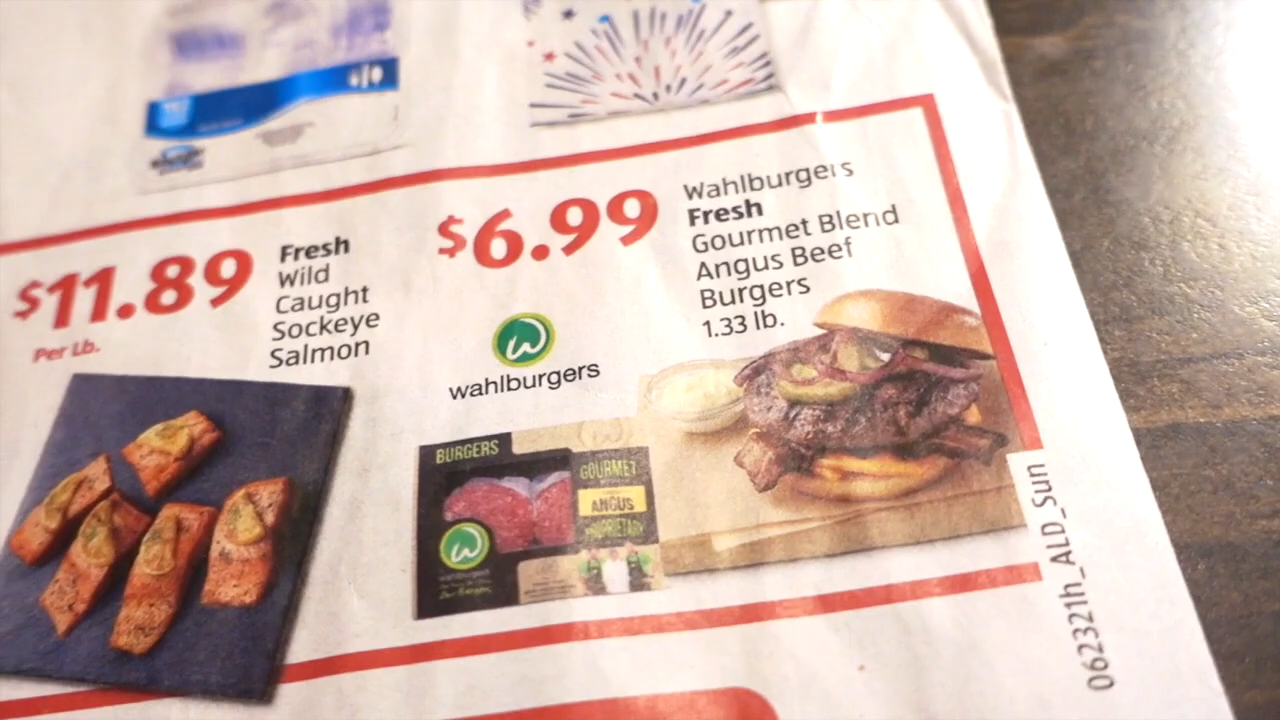 $11.89
Per Lb.
Fresh
Wild
Caught
Sockeye
Salmon
$6.99
Wahlburgers
Fresh
Gourmet Blend
Angus Beef
Burgers
1.33 lb.
wahlburgers
BURGERS
GOURMET
ANGUS
PROPRIETARY
wahlburgers
062321h_ALD_Sun